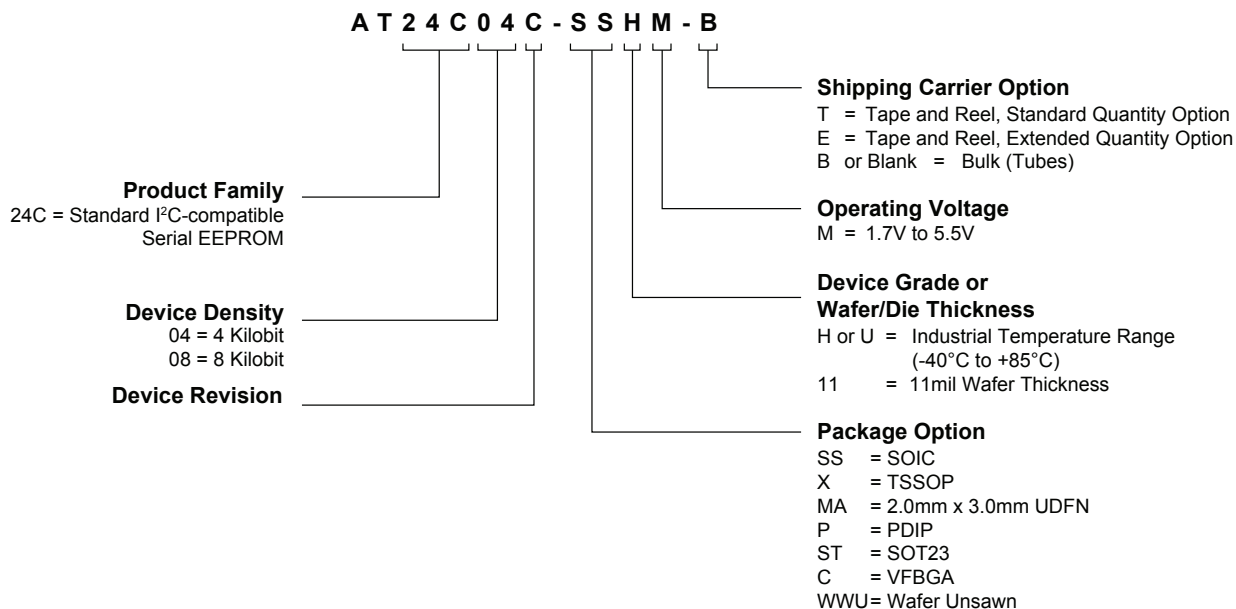 AT24C04C-SSHM-B
Shipping Carrier Option
T = Tape and Reel, Standard Quantity Option
E = Tape and Reel, Extended Quantity Option
B or Blank = Bulk (Tubes)
Product Family
24C = Standard I²C-compatible
Serial EEPROM
Operating Voltage
M = 1.7V to 5.5V
Device Density
04 = 4 Kilobit
08 = 8 Kilobit
Device Revision
Device Grade or
Wafer/Die Thickness
H or U = Industrial Temperature Range
(-40°C to +85°C)
11 = 11mil Wafer Thickness
Package Option
SS = SOIC
X = TSSOP
MA = 2.0mm x 3.0mm UDFN
P = PDIP
ST = SOT23
C = VFBGA
WWU= Wafer Unsawn